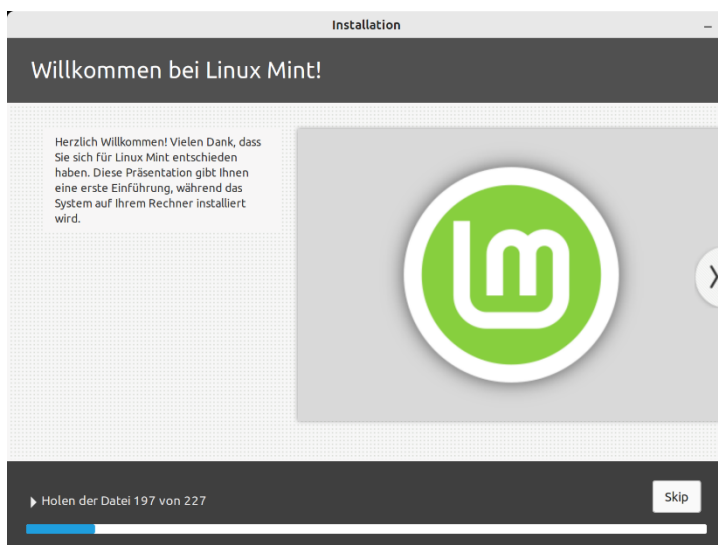 Installation
Willkommen bei Linux Mint!
Herzlich Willkommen! Vielen Dank, dass
Sie sich für Linux Mint entschieden
haben. Diese Präsentation gibt Ihnen
eine erste Einführung, während das
System auf Ihrem Rechner installiert
wird.
lm
Holen der Datei 197 von 227
Skip